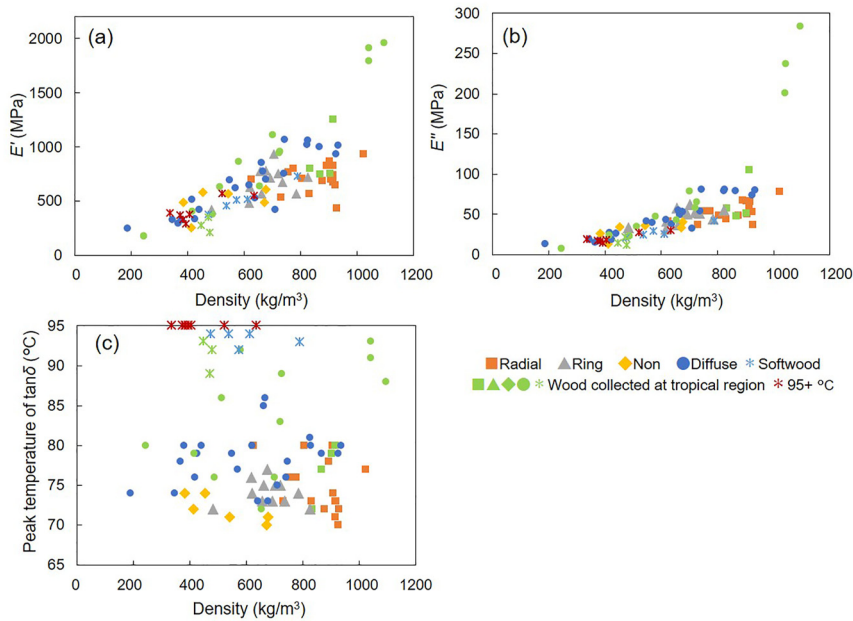 (a)
E′ (MPa)
2000
1500
1000
500
0
0 200 400 600 800 1000 1200
Density (kg/m³)
(b)
E″ (MPa)
300
250
200
150
100
50
0
0 200 400 600 800 1000 1200
Density (kg/m³)
(c)
Peak temperature of tanδ (°C)
95
90
85
80
75
70
65
0 200 400 600 800 1000 1200
Density (kg/m³)
Radial Ring Non Diffuse Softwood
Wood collected at tropical region 95+ °C